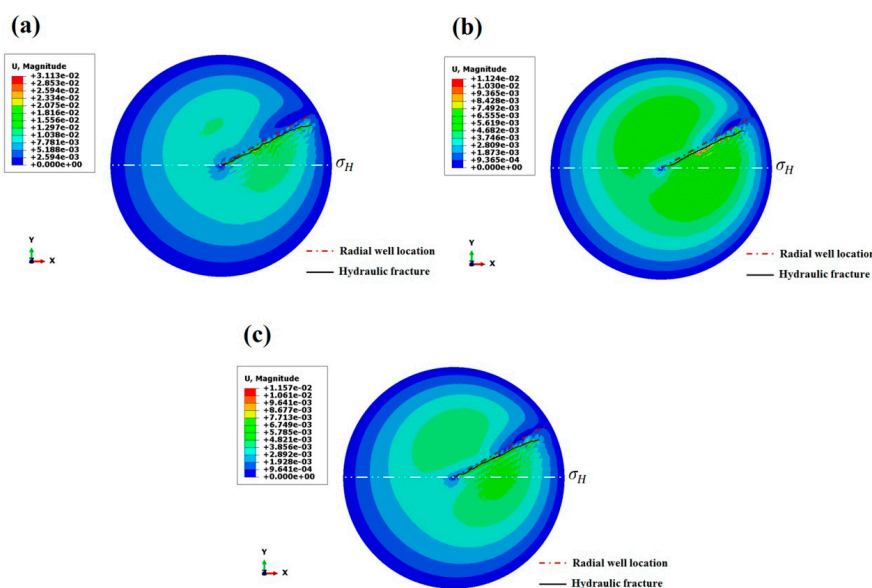 (a)
U, Magnitude
+3.113e-02
+2.853e-02
+2.594e-02
+2.334e-02
+2.075e-02
+1.816e-02
+1.556e-02
+1.297e-02
+1.038e-02
+7.781e-03
+5.188e-03
+2.594e-03
+0.000e+00
σH
Y
Z
X
Radial well location
Hydraulic fracture
(b)
U, Magnitude
+1.124e-02
+1.030e-02
+9.365e-03
+8.428e-03
+7.492e-03
+6.555e-03
+5.619e-03
+4.682e-03
+3.746e-03
+2.809e-03
+1.873e-03
+9.365e-04
+0.000e+00
σH
Y
Z
X
Radial well location
Hydraulic fracture
(c)
U, Magnitude
+1.157e-02
+1.061e-02
+9.641e-03
+8.677e-03
+7.713e-03
+6.749e-03
+5.785e-03
+4.821e-03
+3.856e-03
+2.892e-03
+1.928e-03
+9.641e-04
+0.000e+00
σH
Y
Z
X
Radial well location
Hydraulic fracture